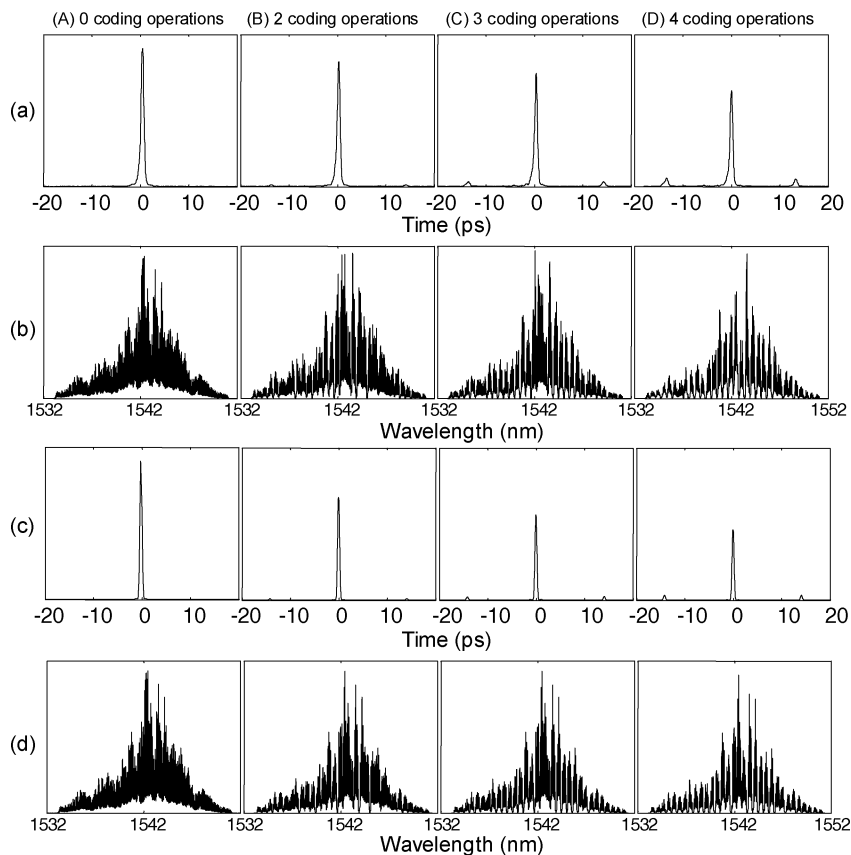 (A) 0 coding operations (B) 2 coding operations (C) 3 coding operations (D) 4 coding operations
(a)
-20 -10 0 10 -20 -10 0 10 -20 -10 0 10 -20 -10 0 10 20
Time (ps)
(b)
1532 1542 1532 1542 1532 1542 1532 1542 1552
Wavelength (nm)
(c)
-20 -10 0 10 -20 -10 0 10 -20 -10 0 10 -20 -10 0 10 20
Time (ps)
(d)
1532 1542 1532 1542 1532 1542 1532 1542 1552
Wavelength (nm)